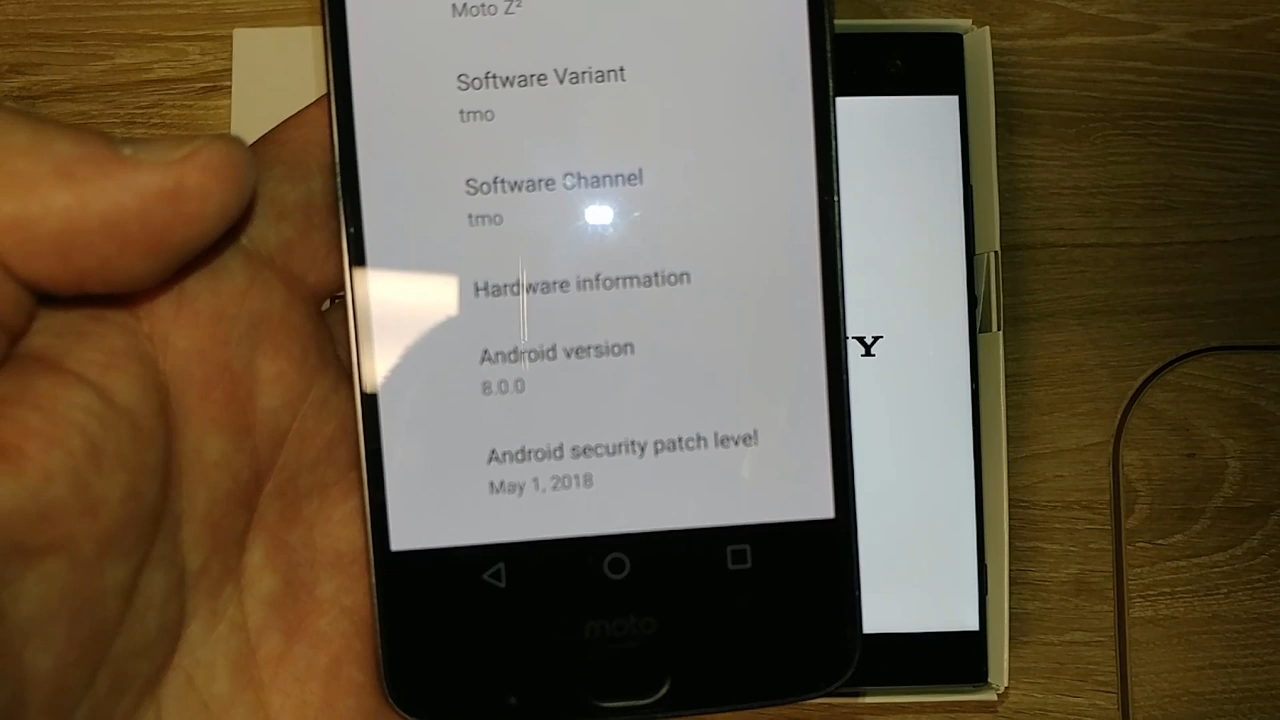 Moto Z²
Software Variant
tmo
Software Channel
tmo
Hardware information
Android version
8.0.0
Android security patch level
May 1, 2018
moto
Y